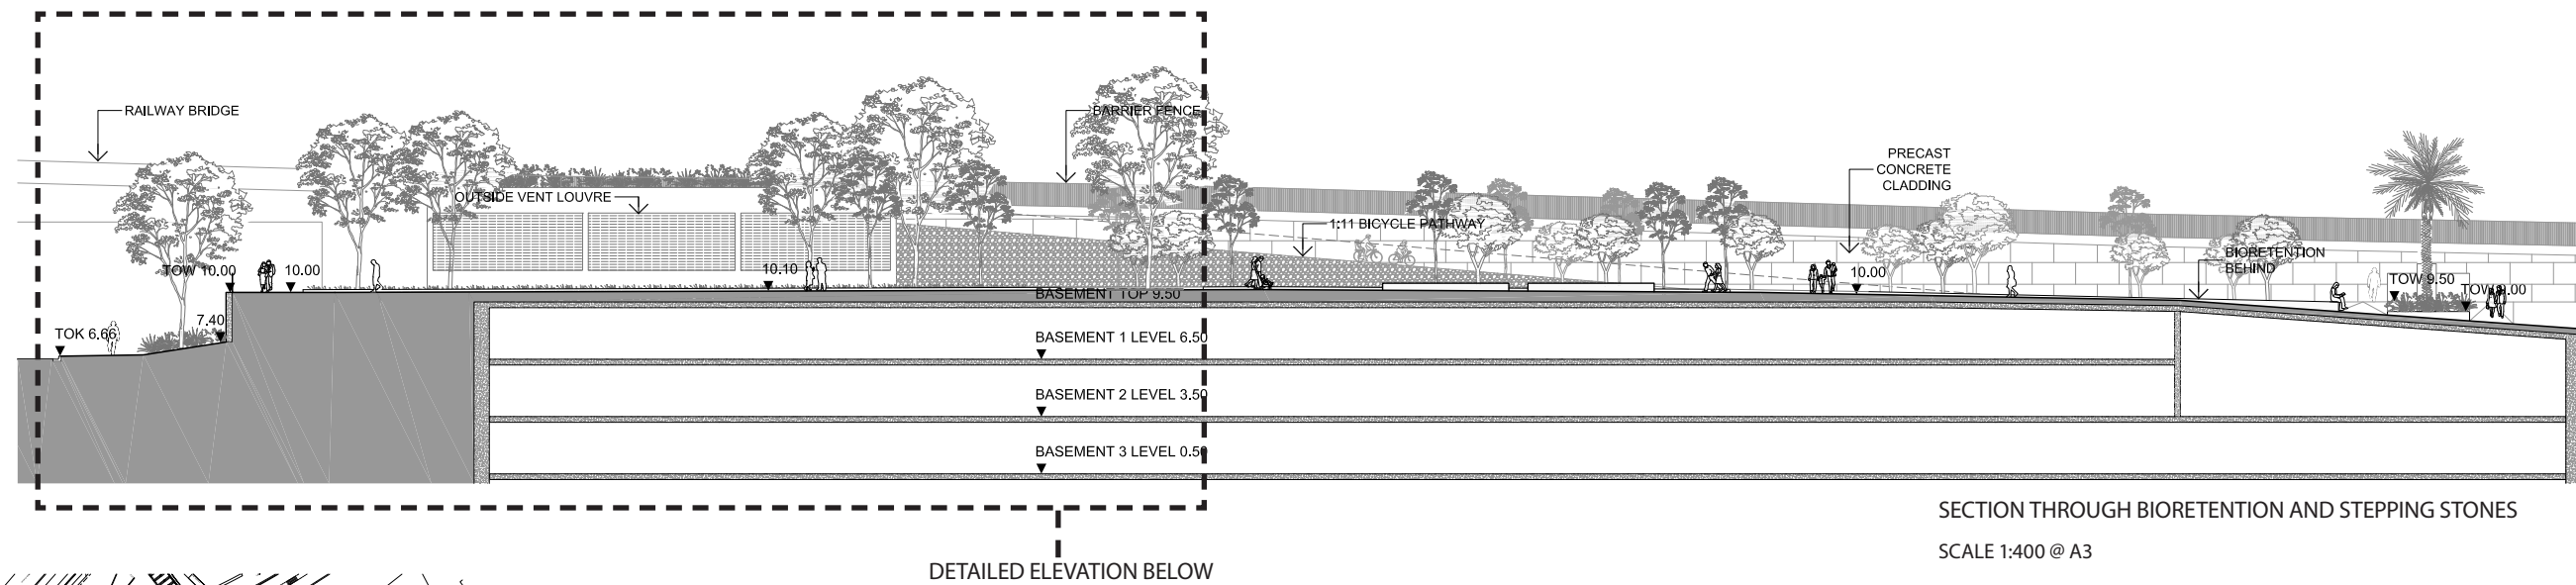 RAILWAY BRIDGE
BARRIER FENCE
OUTSIDE VENT LOUVRE
PRECAST
CONCRETE
CLADDING
1:11 BICYCLE PATHWAY
BIORETENTION
BEHIND
TOW 10.00
10.00
10.10
10.00
TOW 9.50
BASEMENT TOP 9.50
TOK 6.66
7.40
BASEMENT 1 LEVEL 6.50
BASEMENT 2 LEVEL 3.50
BASEMENT 3 LEVEL 0.50
SECTION THROUGH BIORETENTION AND STEPPING STONES
SCALE 1:400 @ A3
DETAILED ELEVATION BELOW